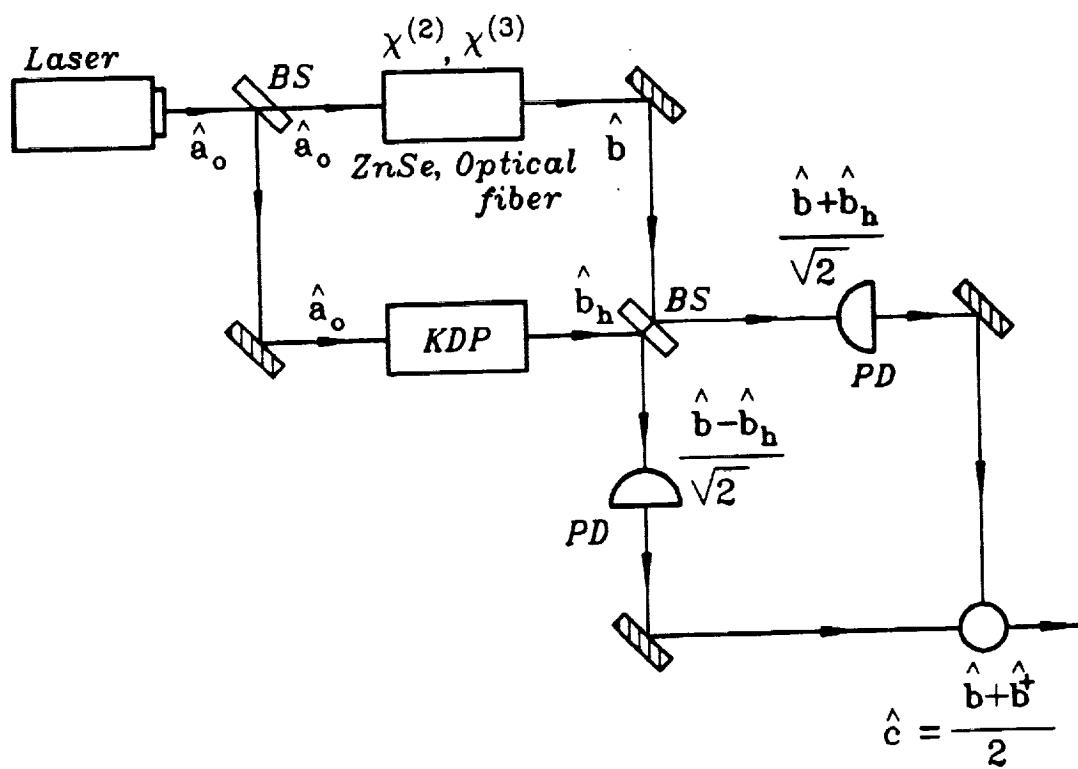 Laser
BS
χ⁽²⁾, χ⁽³⁾
â₀
â₀
ZnSe, Optical
fiber
b̂
â₀
KDP
b̂ₕ
BS
b̂+b̂ₕ
√2
PD
b̂-b̂ₕ
√2
PD
ĉ = b̂+b̂⁺
2